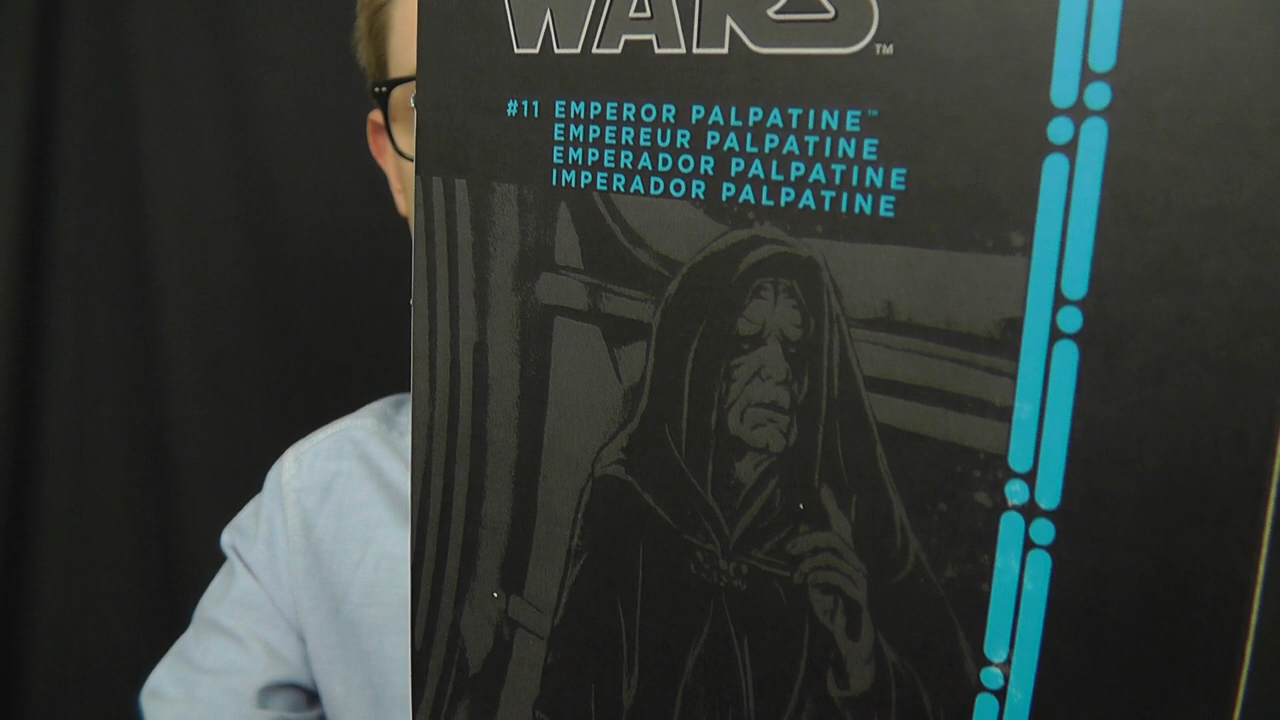 WARS™
#11 EMPEROR PALPATINE™
EMPEREUR PALPATINE
EMPERADOR PALPATINE
IMPERADOR PALPATINE